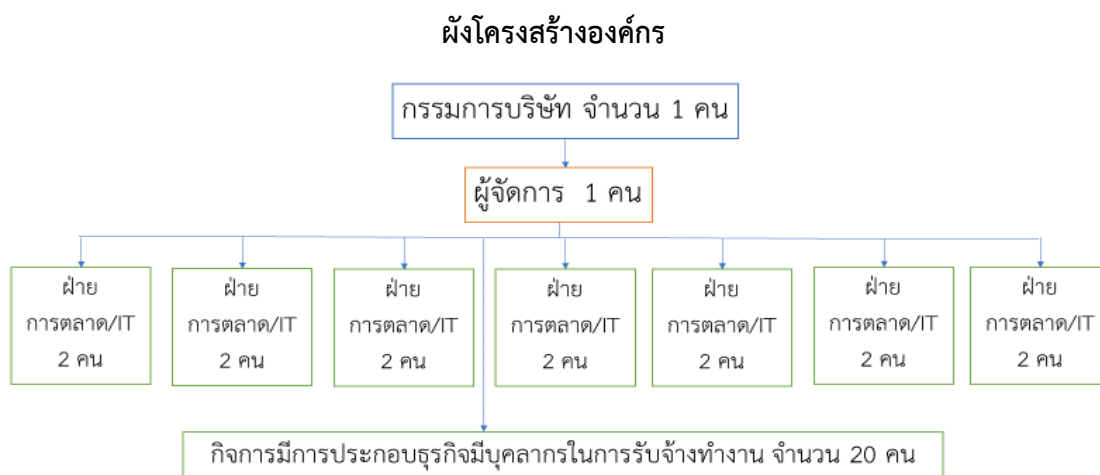 ผังโครงสร้างองค์กร
กรรมการบริษัท จำนวน 1 คน
ผู้จัดการ 1 คน
ฝ่าย
การตลาด/IT
2 คน
ฝ่าย
การตลาด/IT
2 คน
ฝ่าย
การตลาด/IT
2 คน
ฝ่าย
การตลาด/IT
2 คน
ฝ่าย
การตลาด/IT
2 คน
ฝ่าย
การตลาด/IT
2 คน
ฝ่าย
การตลาด/IT
2 คน
กิจการมีการประกอบธุรกิจมีบุคลากรในการรับจ้างทำงาน จำนวน 20 คน